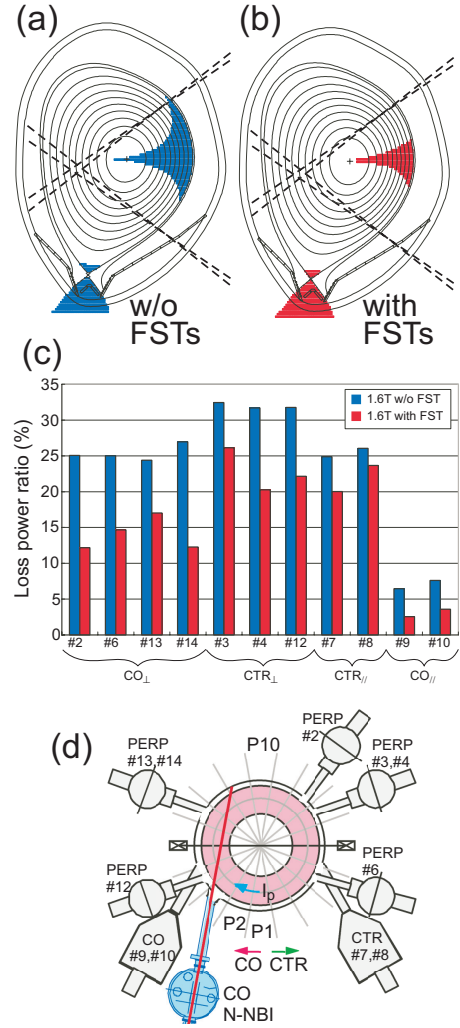 (a)
(b)
w/o
FSTs
with
FSTs
(c)
Loss power ratio (%)
35
30
25
20
15
10
5
0
1.6T w/o FST
1.6T with FST
#2 #6 #13 #14 #3 #4 #12 #7 #8 #9 #10
CO⊥ CTR⊥ CTR// CO//
(d)
PERP
#13,#14
P10
PERP
#2
PERP
#3,#4
PERP
#12
PERP
#6
Ip
P2
P1
CO
#9,#10
CO CTR
CTR
#7,#8
CO
N-NBI